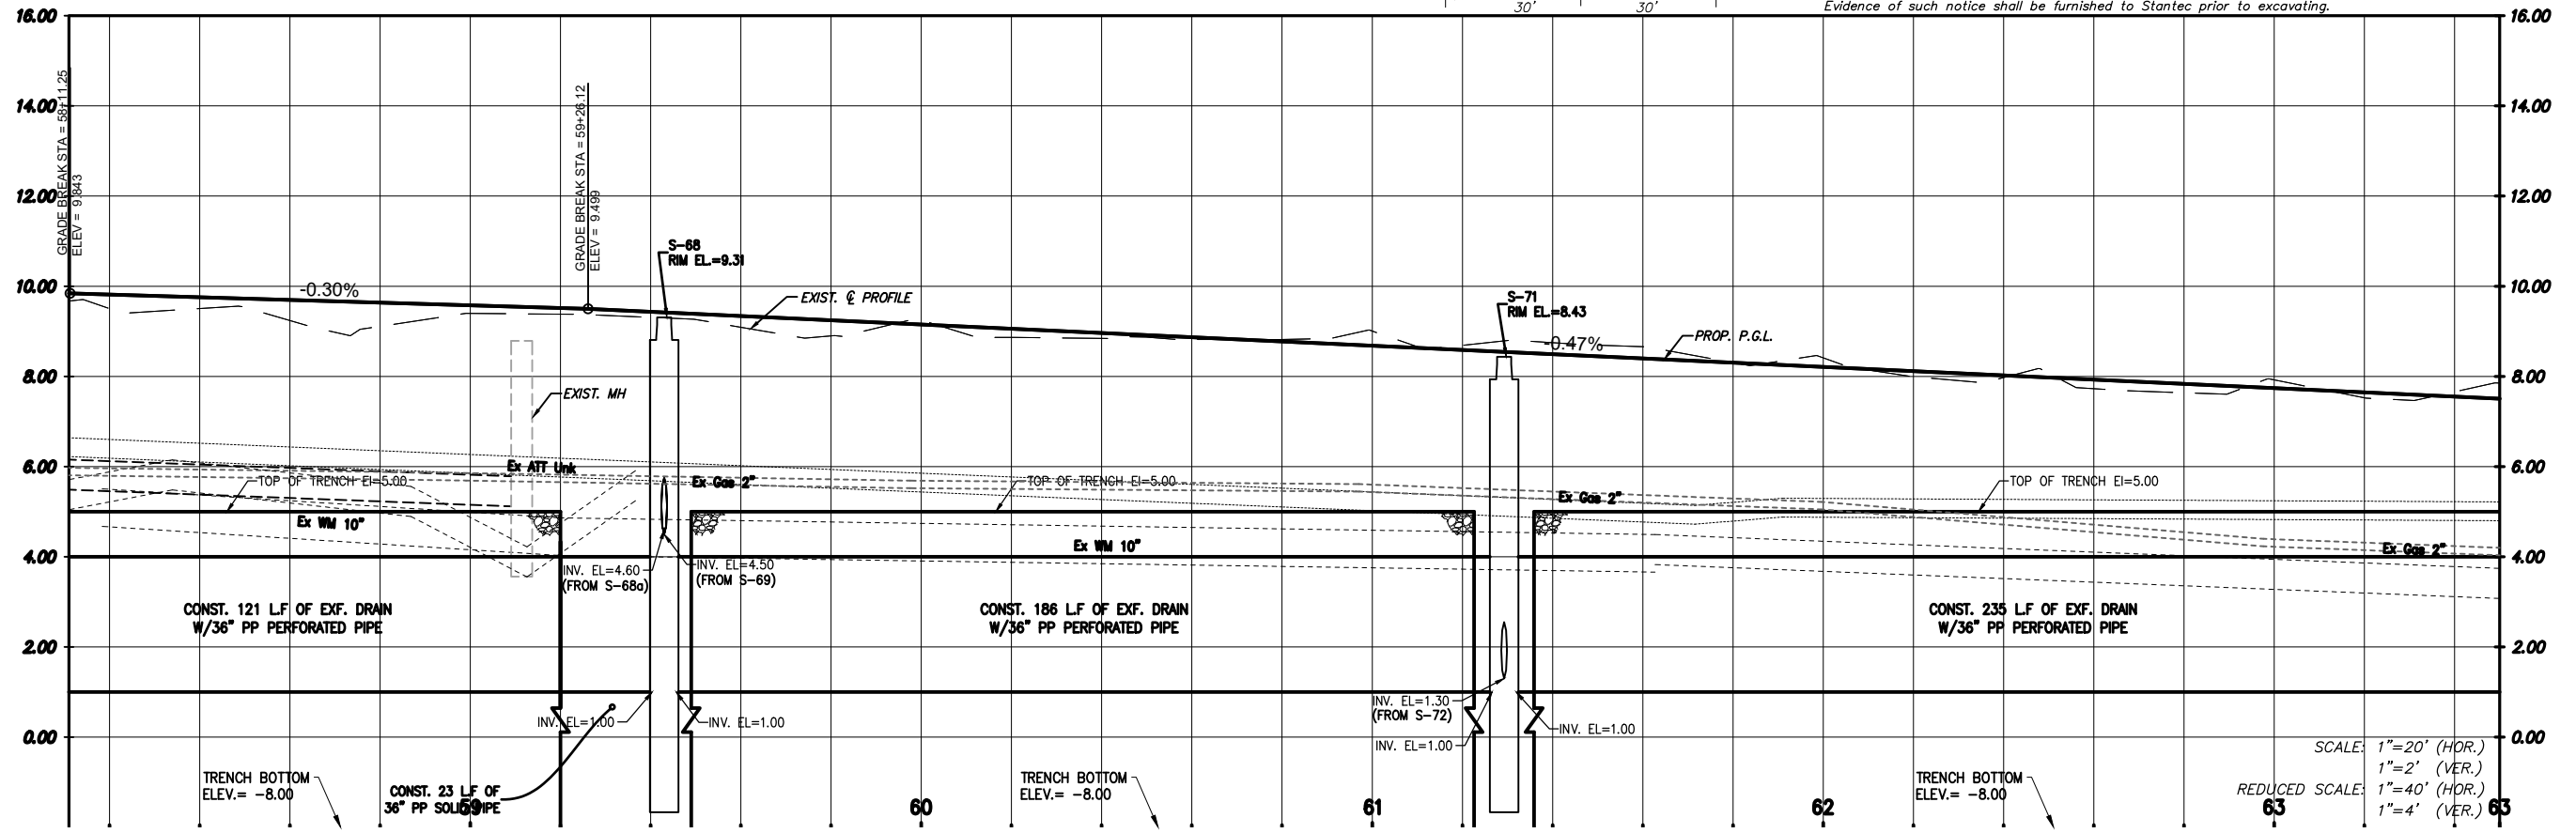 30'
30'
Evidence of such notice shall be furnished to Stantec prior to excavating.
16.00
16.00
14.00
14.00
12.00
12.00
10.00
10.00
8.00
8.00
6.00
6.00
4.00
4.00
2.00
2.00
0.00
0.00
GRADE BREAK STA = 58+11.25
ELEV = 9.843
GRADE BREAK STA = 59+26.12
ELEV = 9.499
S-68
RIM EL.=9.31
-0.30%
EXIST. ℄ PROFILE
S-71
RIM EL.=8.43
-0.47%
PROP. P.G.L.
EXIST. MH
Ex ATT Unk
TOP OF TRENCH El=5.00
Ex Gas 2"
TOP OF TRENCH El=5.00
Ex Gas 2"
TOP OF TRENCH El=5.00
Ex WM 10"
Ex WM 10"
Ex Gas 2"
INV. EL=4.60
(FROM S-68a)
INV. EL=4.50
(FROM S-69)
CONST. 121 L.F OF EXF. DRAIN
W/36" PP PERFORATED PIPE
CONST. 186 L.F OF EXF. DRAIN
W/36" PP PERFORATED PIPE
CONST. 235 L.F OF EXF. DRAIN
W/36" PP PERFORATED PIPE
INV. EL=1.00
INV. EL=1.00
INV. EL=1.30
(FROM S-72)
INV. EL=1.00
INV. EL=1.00
TRENCH BOTTOM
ELEV.= -8.00
CONST. 23 L.F OF
36" PP SOLID PIPE
TRENCH BOTTOM
ELEV.= -8.00
TRENCH BOTTOM
ELEV.= -8.00
SCALE: 1"=20' (HOR.)
1"=2' (VER.)
REDUCED SCALE: 1"=40' (HOR.)
1"=4' (VER.)
59
60
61
62
63
63